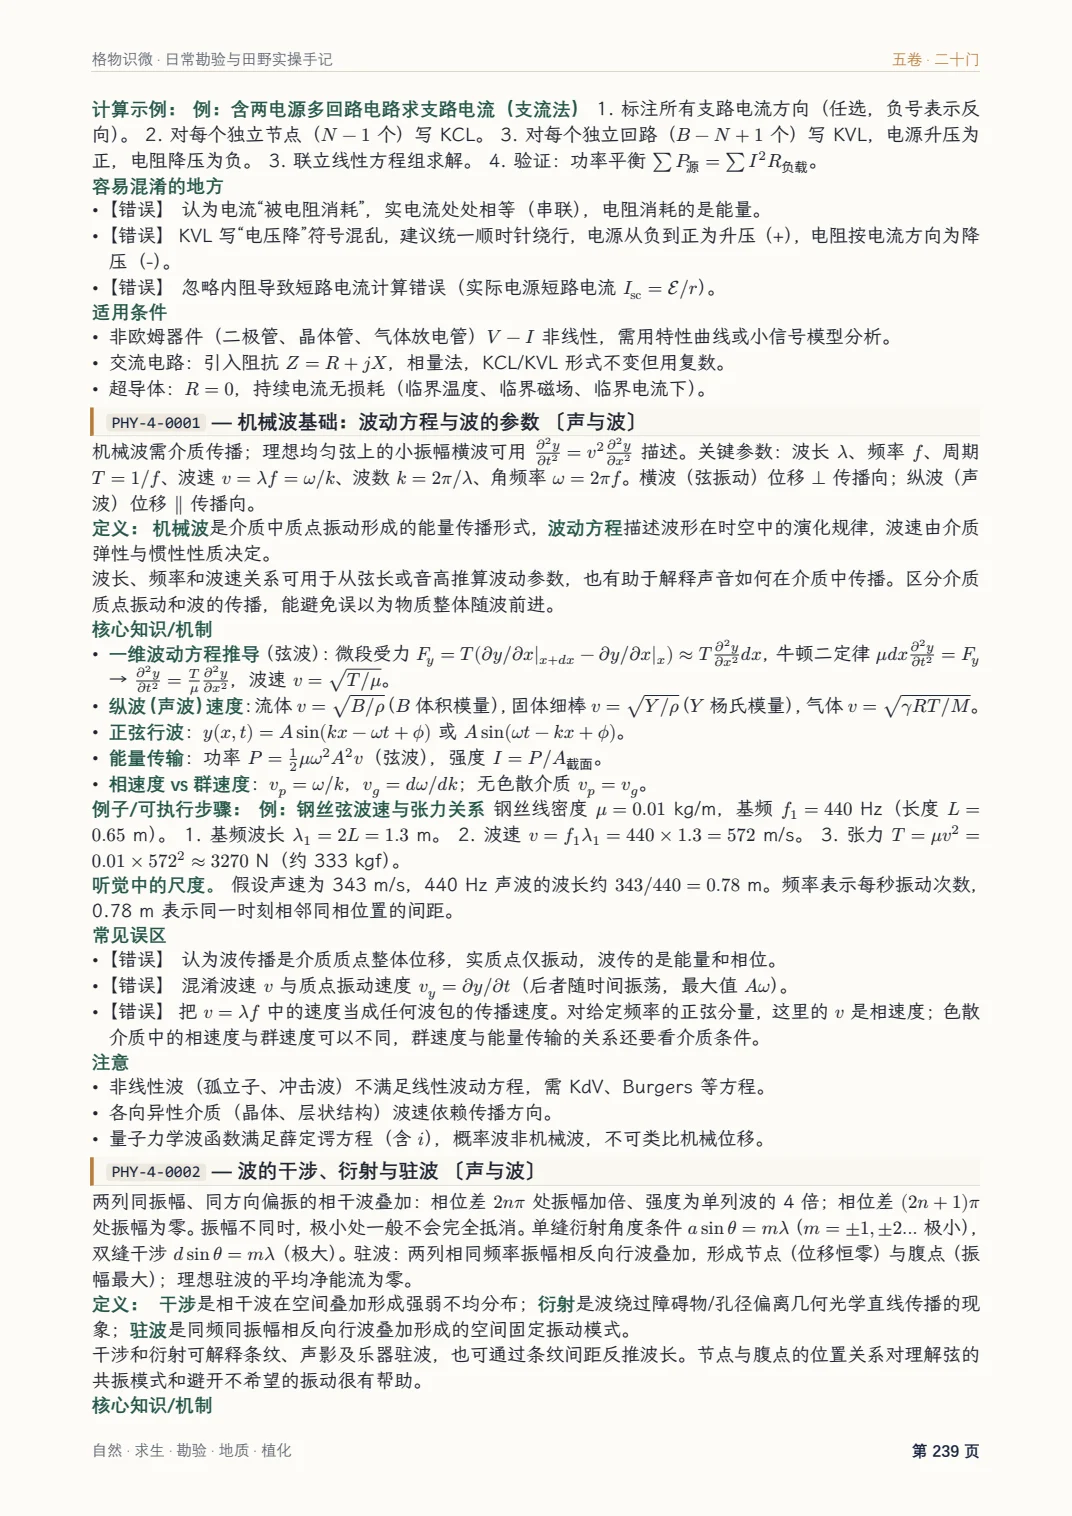 格物识微 · 日常勘验与田野实操手记
五卷 · 二十门
计算示例： 例：含两电源多回路电路求支路电流（支流法） 1. 标注所有支路电流方向（任选，负号表示反
向）。 2. 对每个独立节点（N − 1 个）写 KCL。 3. 对每个独立回路（B − N + 1 个）写 KVL，电源升压为
正，电阻降压为负。 3. 联立线性方程组求解。 4. 验证：功率平衡 ∑ P源 = ∑ I²R负载。
容易混淆的地方
•【错误】 认为电流“被电阻消耗”，实电流处处相等（串联），电阻消耗的是能量。
•【错误】 KVL 写“电压降”符号混乱，建议统一顺时针绕行，电源从负到正为升压（+），电阻按电流方向为降
压（-）。
•【错误】 忽略内阻导致短路电流计算错误（实际电源短路电流 I_sc = ℰ/r）。
适用条件
• 非欧姆器件（二极管、晶体管、气体放电管）V − I 非线性，需用特性曲线或小信号模型分析。
• 交流电路：引入阻抗 Z = R + jX，相量法，KCL/KVL 形式不变但用复数。
• 超导体：R = 0，持续电流无损耗（临界温度、临界磁场、临界电流下）。
PHY-4-0001 — 机械波基础：波动方程与波的参数 〔声与波〕
机械波需介质传播；理想均匀弦上的小振幅横波可用 ∂²y/∂t² = v² ∂²y/∂x² 描述。关键参数：波长 λ、频率 f、周期
T = 1/f、波速 v = λf = ω/k、波数 k = 2π/λ、角频率 ω = 2πf。横波（弦振动）位移 ⊥ 传播向；纵波（声
波）位移 ∥ 传播向。
定义： 机械波是介质中质点振动形成的能量传播形式，波动方程描述波形在时空中的演化规律，波速由介质
弹性与惯性性质决定。
波长、频率和波速关系可用于从弦长或音高推算波动参数，也有助于解释声音如何在介质中传播。区分介质
质点振动和波的传播，能避免误以为物质整体随波前进。
核心知识/机制
• 一维波动方程推导（弦波）：微段受力 F_y = T(∂y/∂x|_{x+dx} − ∂y/∂x|_x) ≈ T ∂²y/∂x² dx，牛顿二定律 μdx ∂²y/∂t² = F_y
→ ∂²y/∂t² = T/μ ∂²y/∂x²，波速 v = √(T/μ)。
• 纵波（声波）速度：流体 v = √(B/ρ)（B 体积模量），固体细棒 v = √(Y/ρ)（Y 杨氏模量），气体 v = √(γRT/M)。
• 正弦行波：y(x, t) = A sin(kx − ωt + ϕ) 或 A sin(ωt − kx + ϕ)。
• 能量传输：功率 P = ½μω²A²v（弦波），强度 I = P/A截面。
• 相速度 vs 群速度：v_p = ω/k，v_g = dω/dk；无色散介质 v_p = v_g。
例子/可执行步骤： 例：钢丝弦波速与张力关系 钢丝线密度 μ = 0.01 kg/m，基频 f₁ = 440 Hz（长度 L =
0.65 m）。 1. 基频波长 λ₁ = 2L = 1.3 m。 2. 波速 v = f₁λ₁ = 440 × 1.3 = 572 m/s。 3. 张力 T = μv² =
0.01 × 572² ≈ 3270 N（约 333 kgf）。
听觉中的尺度。 假设声速为 343 m/s，440 Hz 声波的波长约 343/440 = 0.78 m。频率表示每秒振动次数，
0.78 m 表示同一时刻相邻同相位置的间距。
常见误区
•【错误】 认为波传播是介质质点整体位移，实质点仅振动，波传的是能量和相位。
•【错误】 混淆波速 v 与质点振动速度 v_y = ∂y/∂t（后者随时间振荡，最大值 Aω）。
•【错误】 把 v = λf 中的速度当成任何波包的传播速度。对给定频率的正弦分量，这里的 v 是相速度；色散
介质中的相速度与群速度可以不同，群速度与能量传输的关系还要看介质条件。
注意
• 非线性波（孤立子、冲击波）不满足线性波动方程，需 KdV、Burgers 等方程。
• 各向异性介质（晶体、层状结构）波速依赖传播方向。
• 量子力学波函数满足薛定谔方程（含 i），概率波非机械波，不可类比机械位移。
PHY-4-0002 — 波的干涉、衍射与驻波 〔声与波〕
两列同振幅、同方向偏振的相干波叠加：相位差 2nπ 处振幅加倍、强度为单列波的 4 倍；相位差 (2n + 1)π
处振幅为零。振幅不同时，极小处一般不会完全抵消。单缝衍射角度条件 a sin θ = mλ（m = ±1, ±2... 极小），
双缝干涉 d sin θ = mλ（极大）。驻波：两列相同频率振幅相反向行波叠加，形成节点（位移恒零）与腹点（振
幅最大）；理想驻波的平均净能流为零。
定义： 干涉是相干波在空间叠加形成强弱不均分布；衍射是波绕过障碍物/孔径偏离几何光学直线传播的现
象；驻波是同频同振幅相反向行波叠加形成的空间固定振动模式。
干涉和衍射可解释条纹、声影及乐器驻波，也可通过条纹间距反推波长。节点与腹点的位置关系对理解弦的
共振模式和避开不希望的振动很有帮助。
核心知识/机制
自然 · 求生 · 勘验 · 地质 · 植化
第 239 页